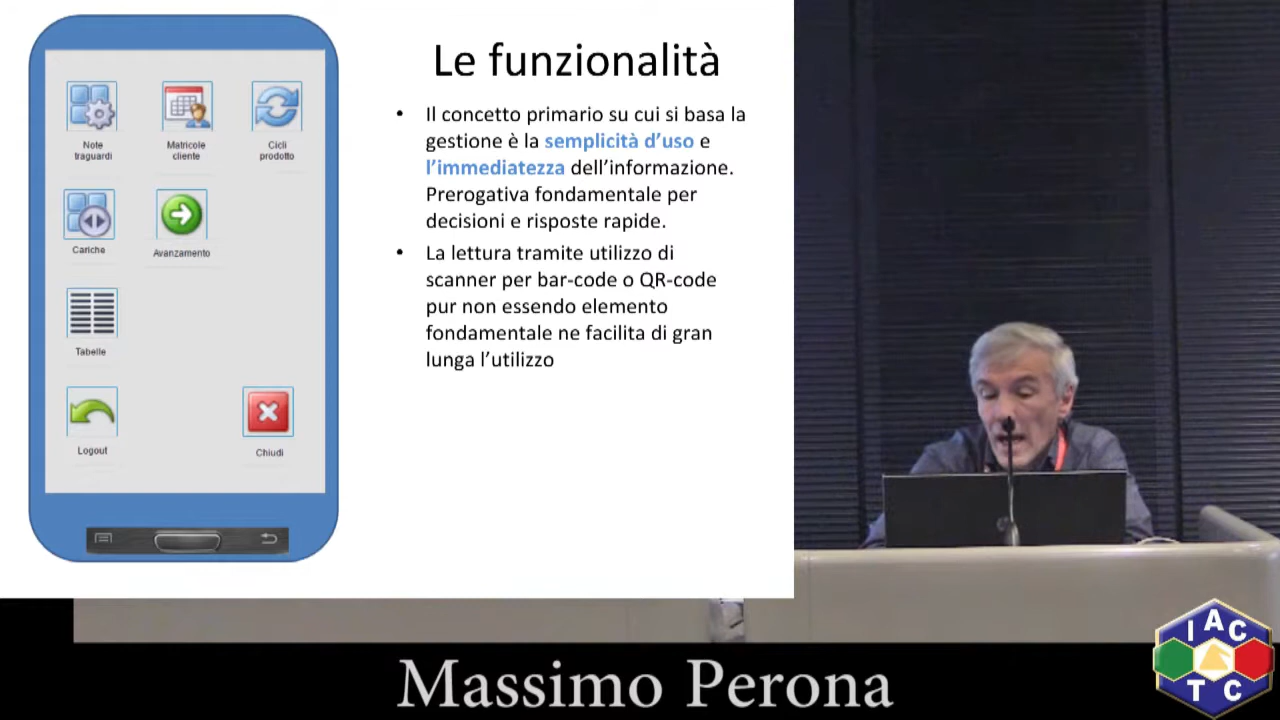 Le funzionalità
• Il concetto primario su cui si basa la
gestione è la semplicità d’uso e
l’immediatezza dell’informazione.
Prerogativa fondamentale per
decisioni e risposte rapide.
• La lettura tramite utilizzo di
scanner per bar-code o QR-code
pur non essendo elemento
fondamentale ne facilita di gran
lunga l’utilizzo
Note
traguardi
Matricole
cliente
Cicli
prodotto
Cariche
Avanzamento
Tabelle
Logout
Chiudi
Massimo Perona
IAC
TC